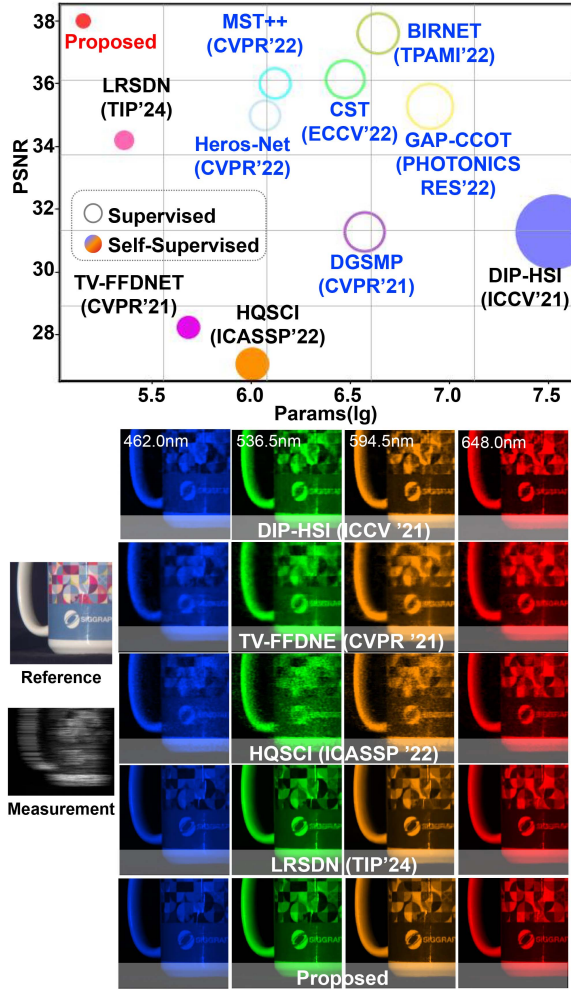 38
36
34
32
30
28
PSNR
Proposed
MST++
(CVPR'22)
BIRNET
(TPAMI'22)
LRSDN
(TIP'24)
CST
(ECCV'22)
Heros-Net
(CVPR'22)
GAP-CCOT
(PHOTONICS
RES'22)
Supervised
Self-Supervised
DGSMP
(CVPR'21)
DIP-HSI
(ICCV'21)
TV-FFDNET
(CVPR'21)
HQSCI
(ICASSP'22)
5.5 6.0 6.5 7.0 7.5
Params(lg)
462.0nm 536.5nm 594.5nm 648.0nm
DIP-HSI (ICCV '21)
TV-FFDNE (CVPR '21)
SIGGRAP
Reference
HQSCI (ICASSP '22)
Measurement
LRSDN (TIP'24)
Proposed